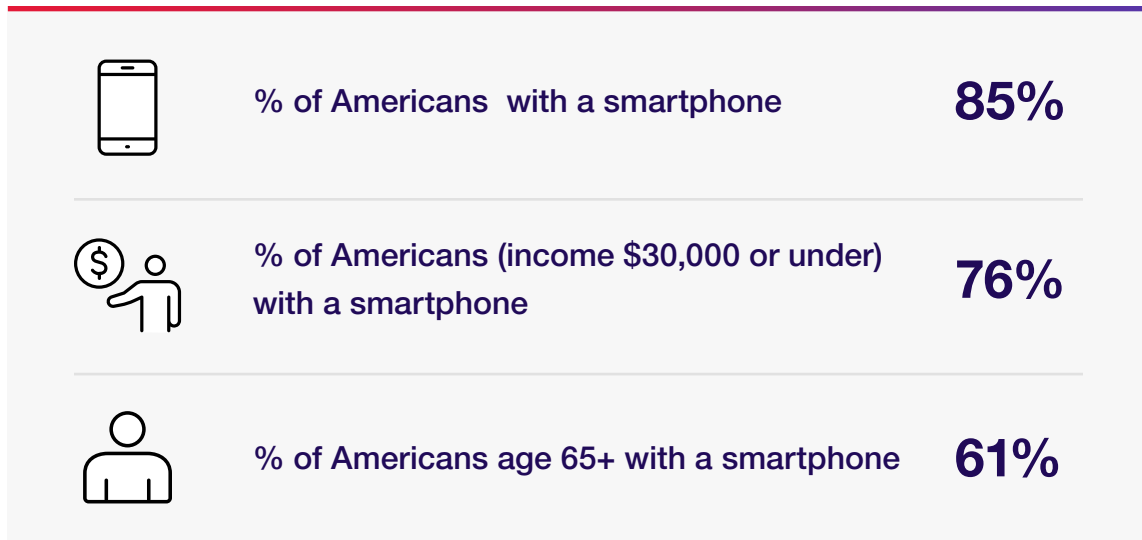 % of Americans  with a smartphone 85%
$
% of Americans (income $30,000 or under)
with a smartphone
76%
% of Americans age 65+ with a smartphone 61%